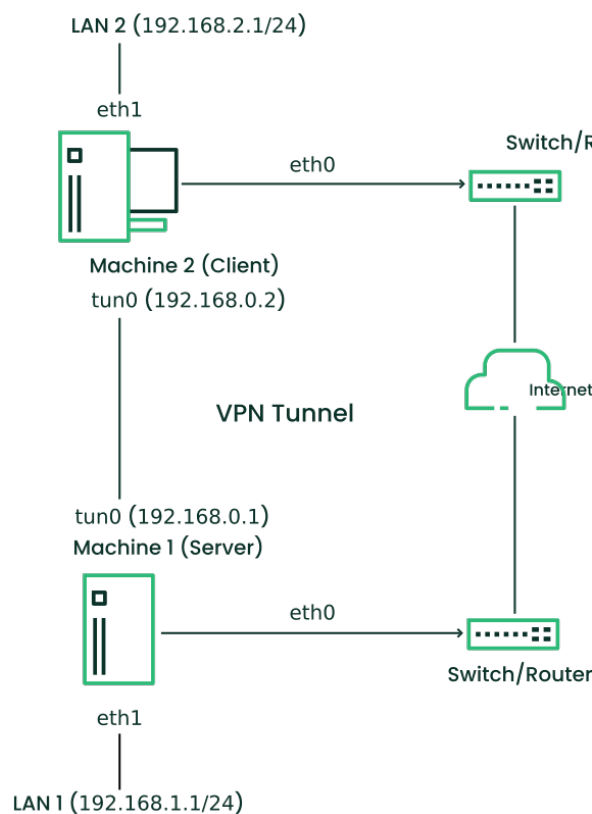 LAN 2 (192.168.2.1/24)
eth1
Switch/R
eth0
Machine 2 (Client)
tun0 (192.168.0.2)
Internet
VPN Tunnel
tun0 (192.168.0.1)
Machine 1 (Server)
eth0
Switch/Router
eth1
LAN 1 (192.168.1.1/24)